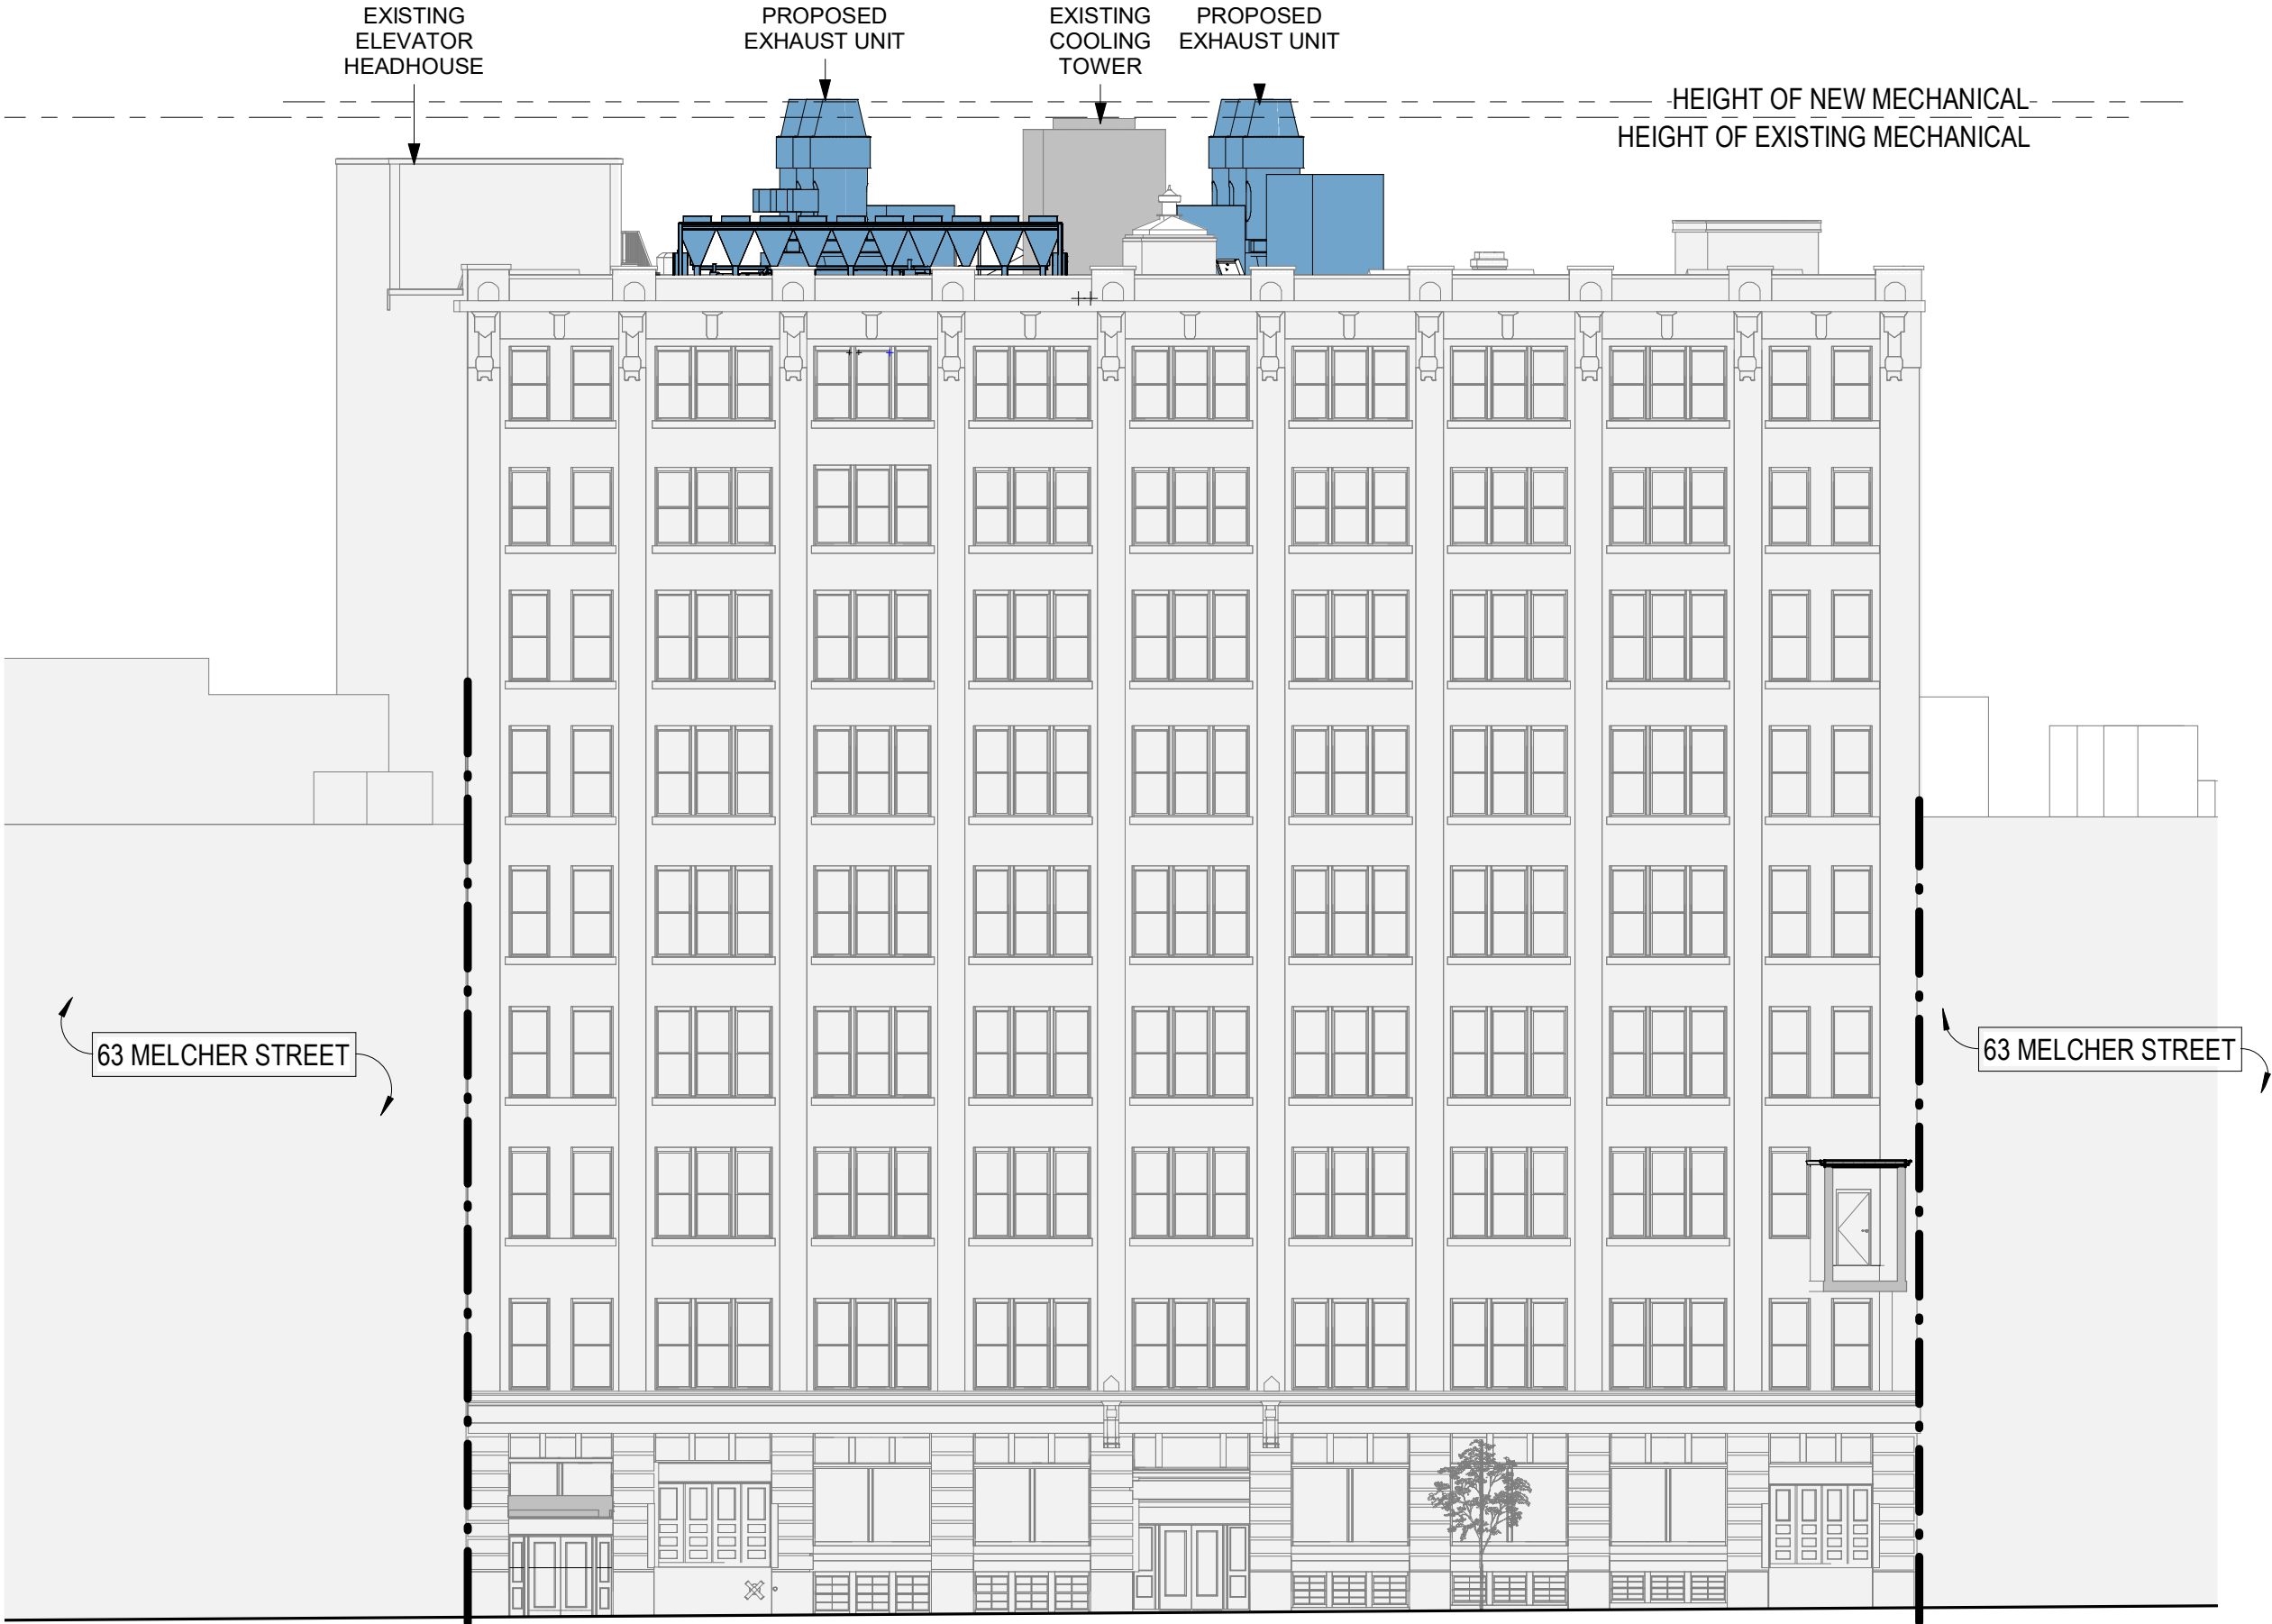 EXISTING
ELEVATOR
HEADHOUSE
PROPOSED
EXHAUST UNIT
EXISTING
COOLING
TOWER
PROPOSED
EXHAUST UNIT
HEIGHT OF NEW MECHANICAL
HEIGHT OF EXISTING MECHANICAL
63 MELCHER STREET
63 MELCHER STREET